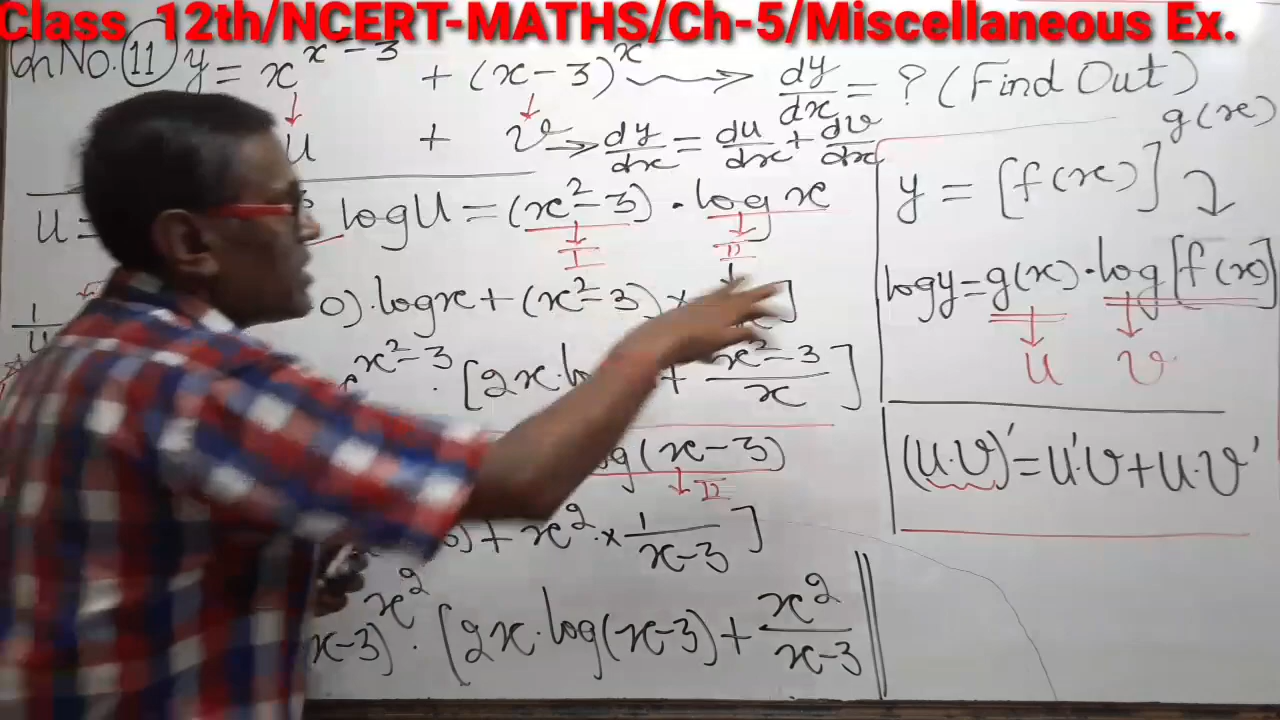 Class 12th/NCERT-MATHS/Ch-5/Miscellaneous Ex.
No. 11 y = x^(x²-3) + (x-3)^(x²) → dy/dx = ? (Find Out)
↓ ↓
u + v → dy/dx = du/dx + dv/dx
u = log u = (x²-3) · log x
I II
1/u 0) · log x + (x²-3) × ]
x²-3 · [2x · + (x²-3)/x]
log(x-3)
II
+ x² · × 1/(x-3)]
x-3)^(x²) · [2x · log(x-3) + x²/(x-3)
y = [f(x)]^g(x)
log y = g(x) · log[f(x)]
u v
(u·v)' = u'·v + u·v'